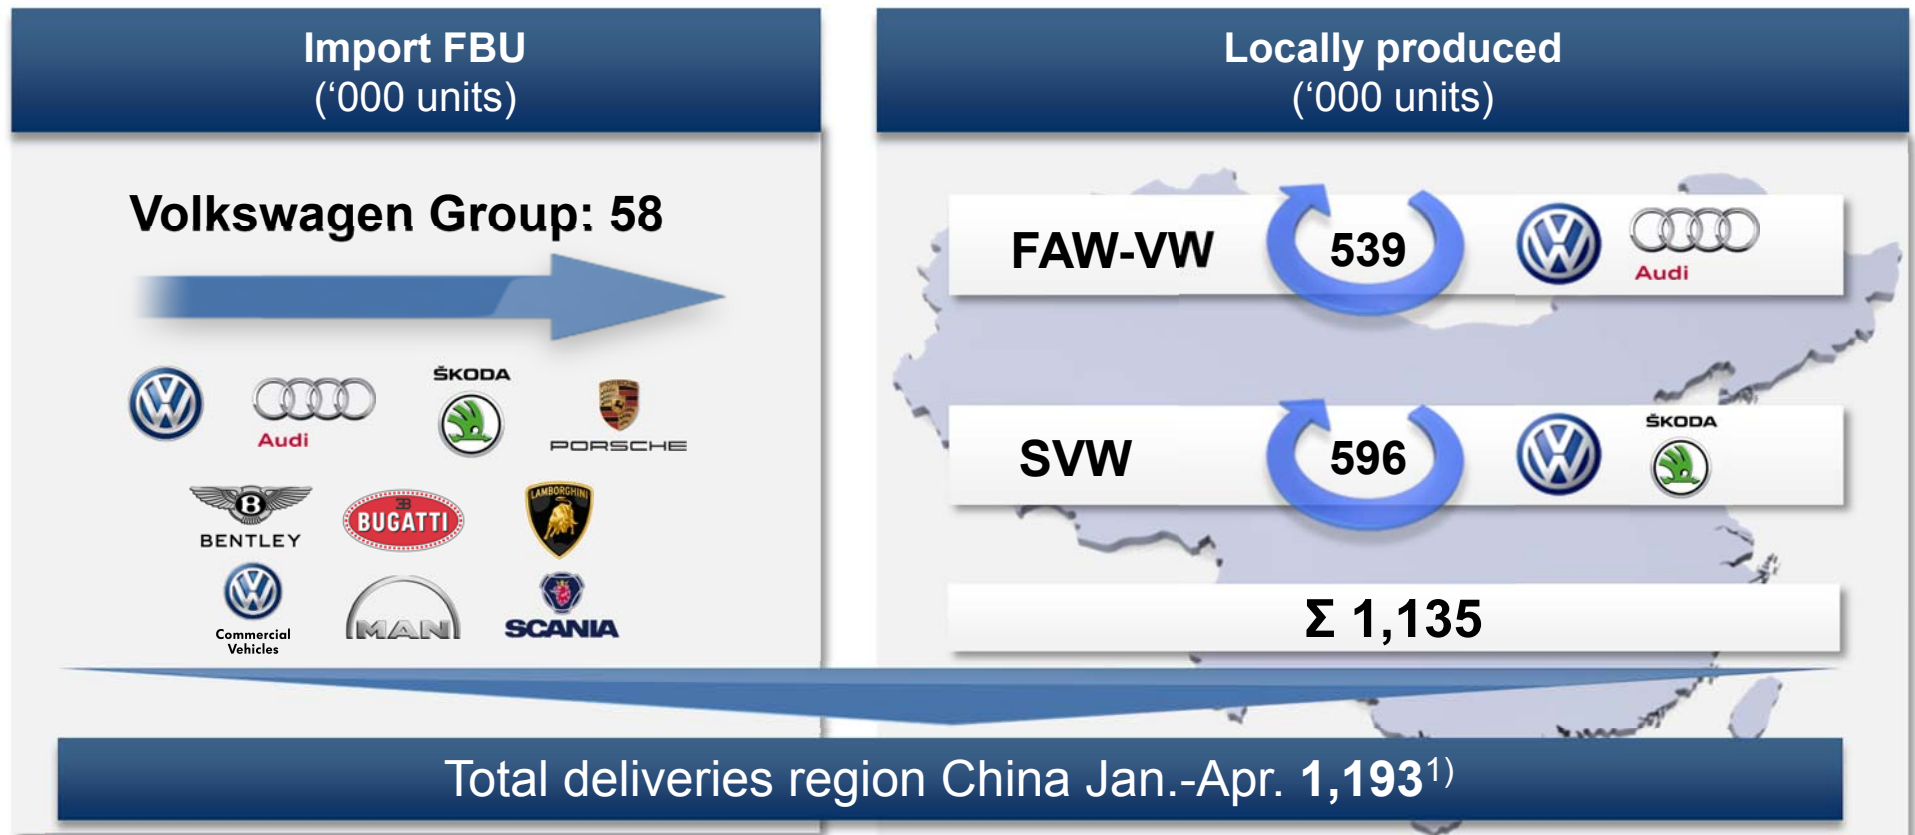 Import FBU
(‘000 units)
Volkswagen Group: 58
Audi
ŠKODA
PORSCHE
B
BENTLEY
EB
BUGATTI
LAMBORGHINI
Commercial
Vehicles
MAN
SCANIA
Locally produced
(‘000 units)
FAW-VW 539
Audi
SVW 596
ŠKODA
Σ 1,135
Total deliveries region China Jan.-Apr. 1,193¹⁾